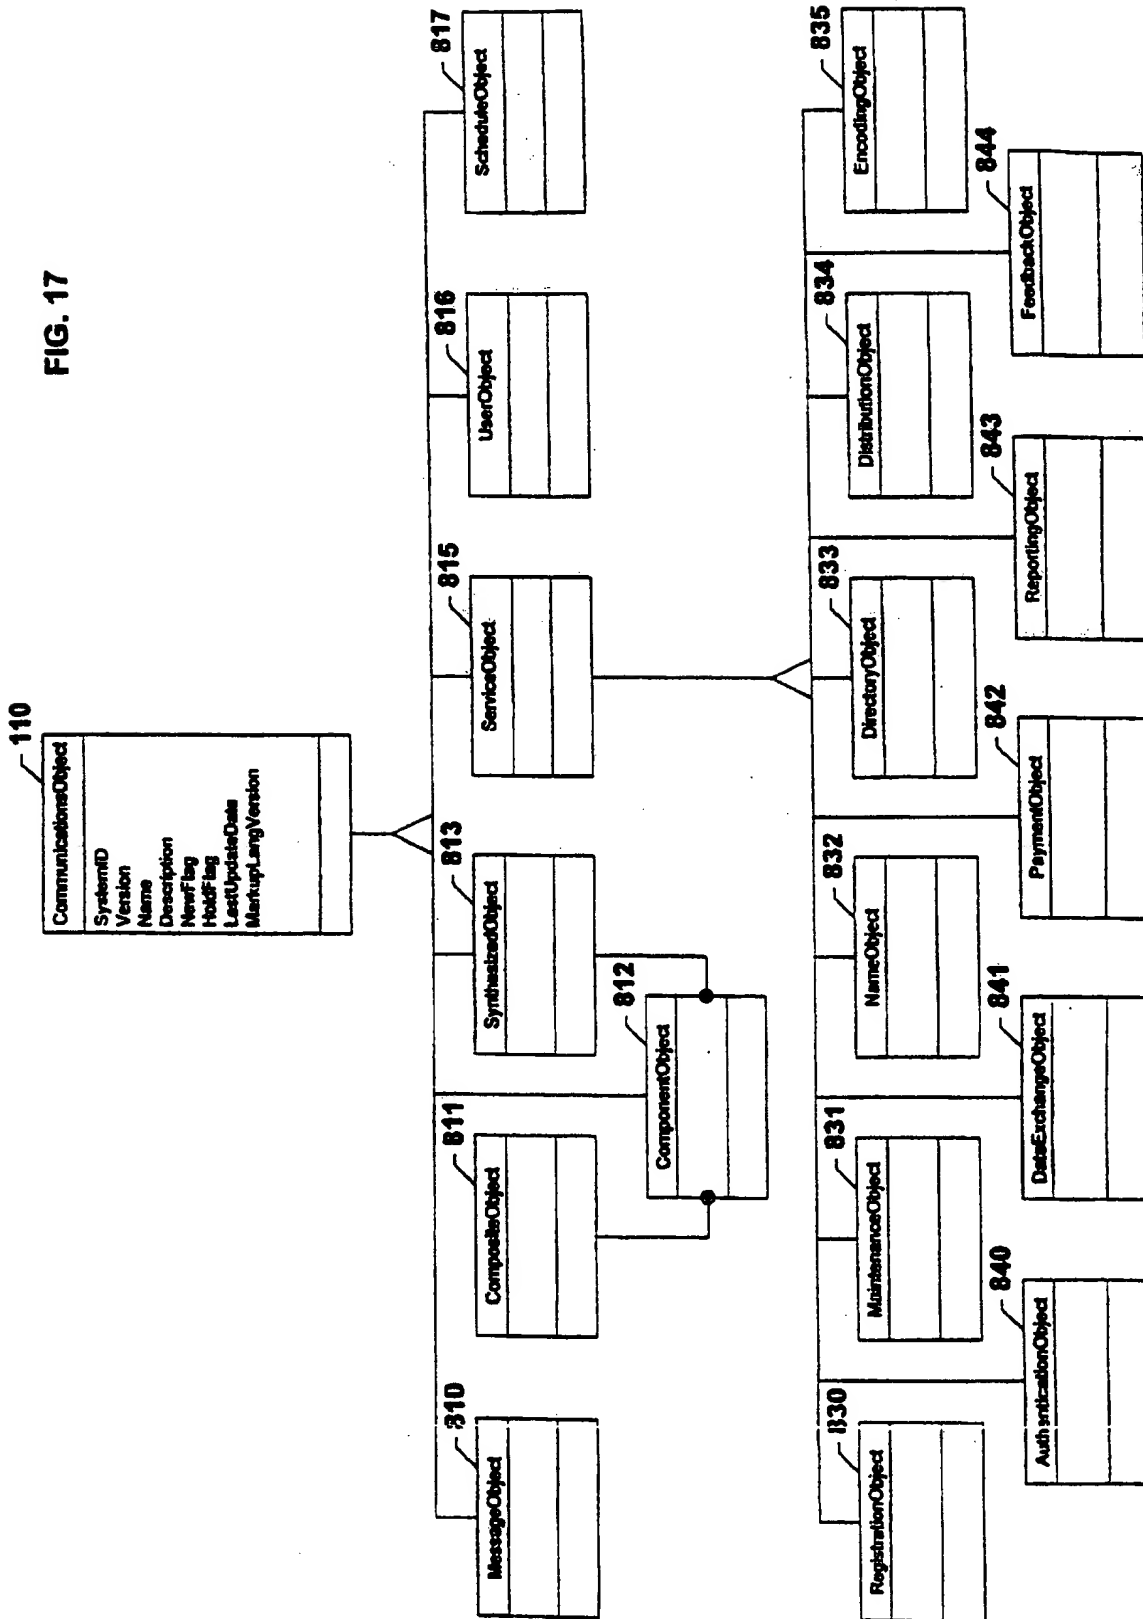 FIG. 17
110
CommunicationsObject
SystemID
Version
Name
Description
NewFlag
HoldFlag
LastUpdateDate
MarkupLangVersion
810
MessageObject
811
CompositeObject
812
ComponentObject
813
SynthesizedObject
815
ServiceObject
816
UserObject
817
ScheduleObject
830
RegistrationObject
831
MaintenanceObject
832
NameObject
833
DirectoryObject
834
DistributionObject
835
EncodingObject
840
AuthenticationObject
841
DataExchangeObject
842
PaymentObject
843
ReportingObject
844
FeedbackObject